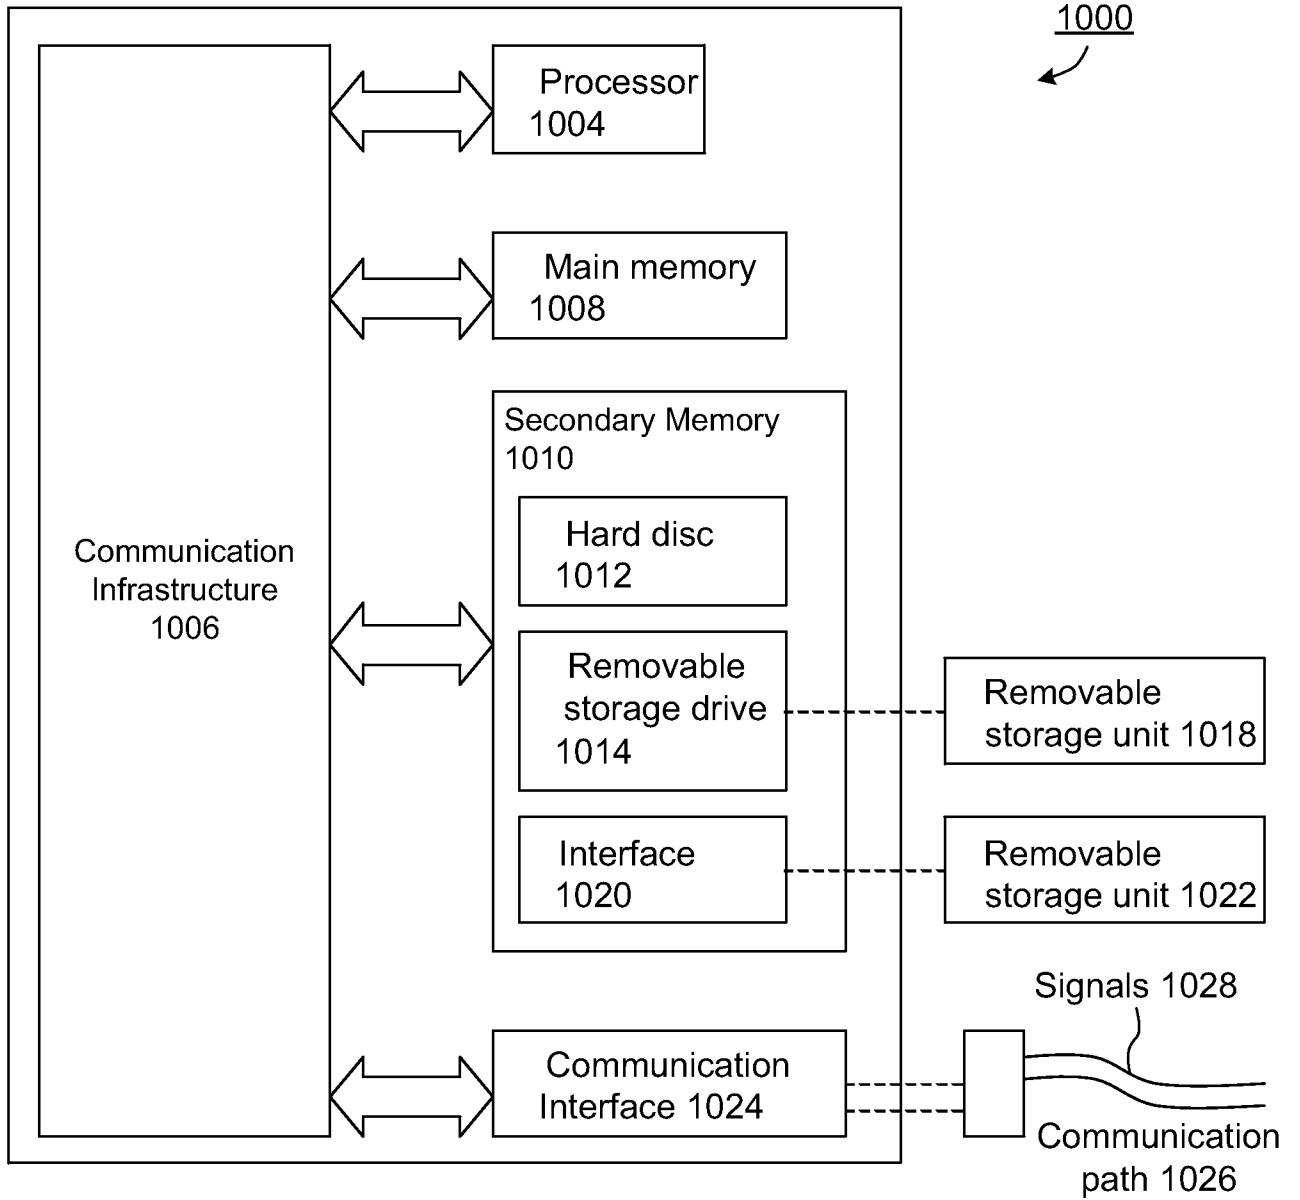 1000
Processor
1004
Main memory
1008
Secondary Memory
1010
Hard disc
1012
Communication
Infrastructure
1006
Removable
storage drive
1014
Removable
storage unit 1018
Interface
1020
Removable
storage unit 1022
Signals 1028
Communication
Interface 1024
Communication
path 1026